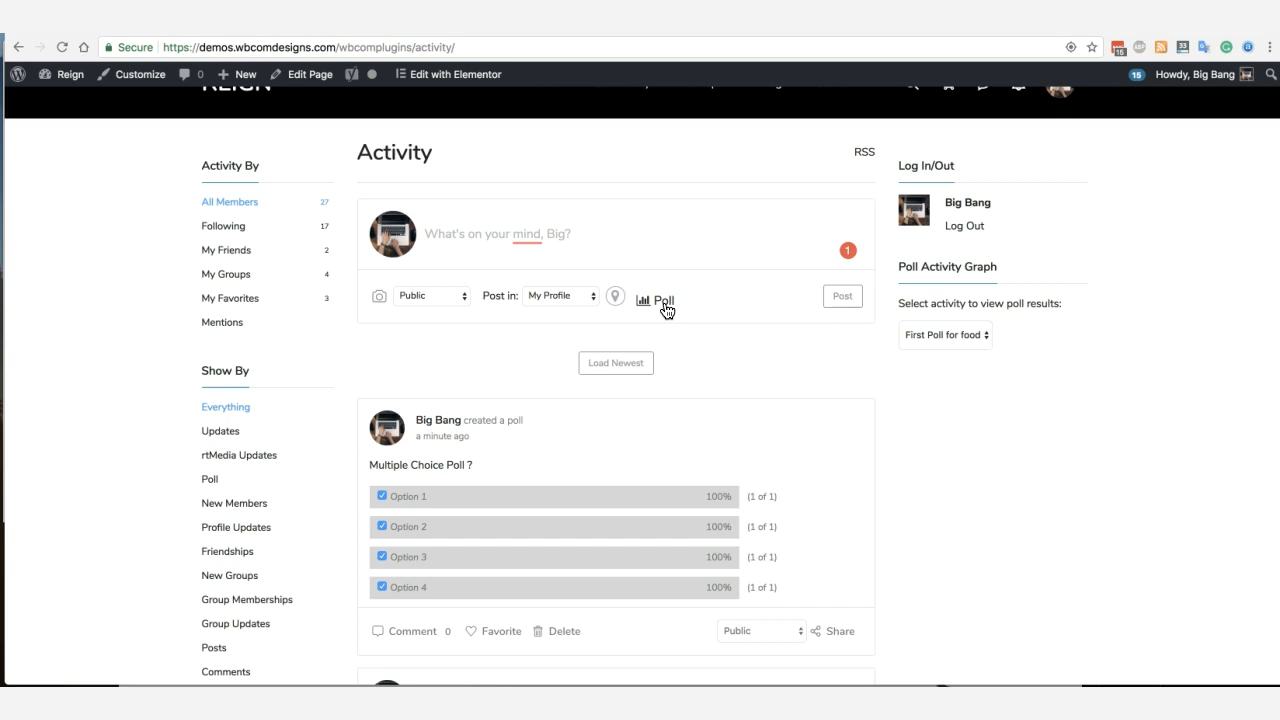 Secure https://demos.wbcomdesigns.com/wbcomplugins/activity/
15 ABP 33
Reign Customize 0 New Edit Page Edit with Elementor 15 Howdy, Big Bang
REIGN
Activity By
All Members 27
Following 17
My Friends 2
My Groups 4
My Favorites 3
Mentions
Show By
Everything
Updates
rtMedia Updates
Poll
New Members
Profile Updates
Friendships
New Groups
Group Memberships
Group Updates
Posts
Comments
Activity RSS
What's on your mind, Big?
1
Public Post in: My Profile Poll Post
Load Newest
Big Bang created a poll
a minute ago
Multiple Choice Poll ?
Option 1 100% (1 of 1)
Option 2 100% (1 of 1)
Option 3 100% (1 of 1)
Option 4 100% (1 of 1)
Comment 0 Favorite Delete Public Share
Log In/Out
Big Bang
Log Out
Poll Activity Graph
Select activity to view poll results:
First Poll for food